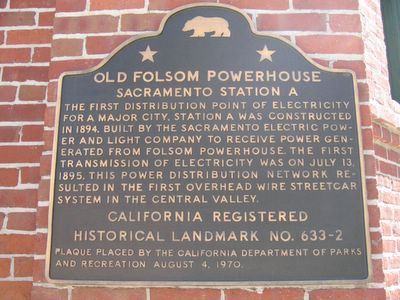 OLD FOLSOM POWERHOUSE
SACRAMENTO STATION A
THE FIRST DISTRIBUTION POINT OF ELECTRICITY
FOR A MAJOR CITY, STATION A WAS CONSTRUCTED
IN 1894. BUILT BY THE SACRAMENTO ELECTRIC POW-
ER AND LIGHT COMPANY TO RECEIVE POWER GEN-
ERATED FROM FOLSOM POWERHOUSE. THE FIRST
TRANSMISSION OF ELECTRICITY WAS ON JULY 13,
1895. THIS POWER DISTRIBUTION NETWORK RE-
SULTED IN THE FIRST OVERHEAD WIRE STREETCAR
SYSTEM IN THE CENTRAL VALLEY.
CALIFORNIA REGISTERED
HISTORICAL LANDMARK NO. 633-2
PLAQUE PLACED BY THE CALIFORNIA DEPARTMENT OF PARKS
AND RECREATION AUGUST 4, 1970.